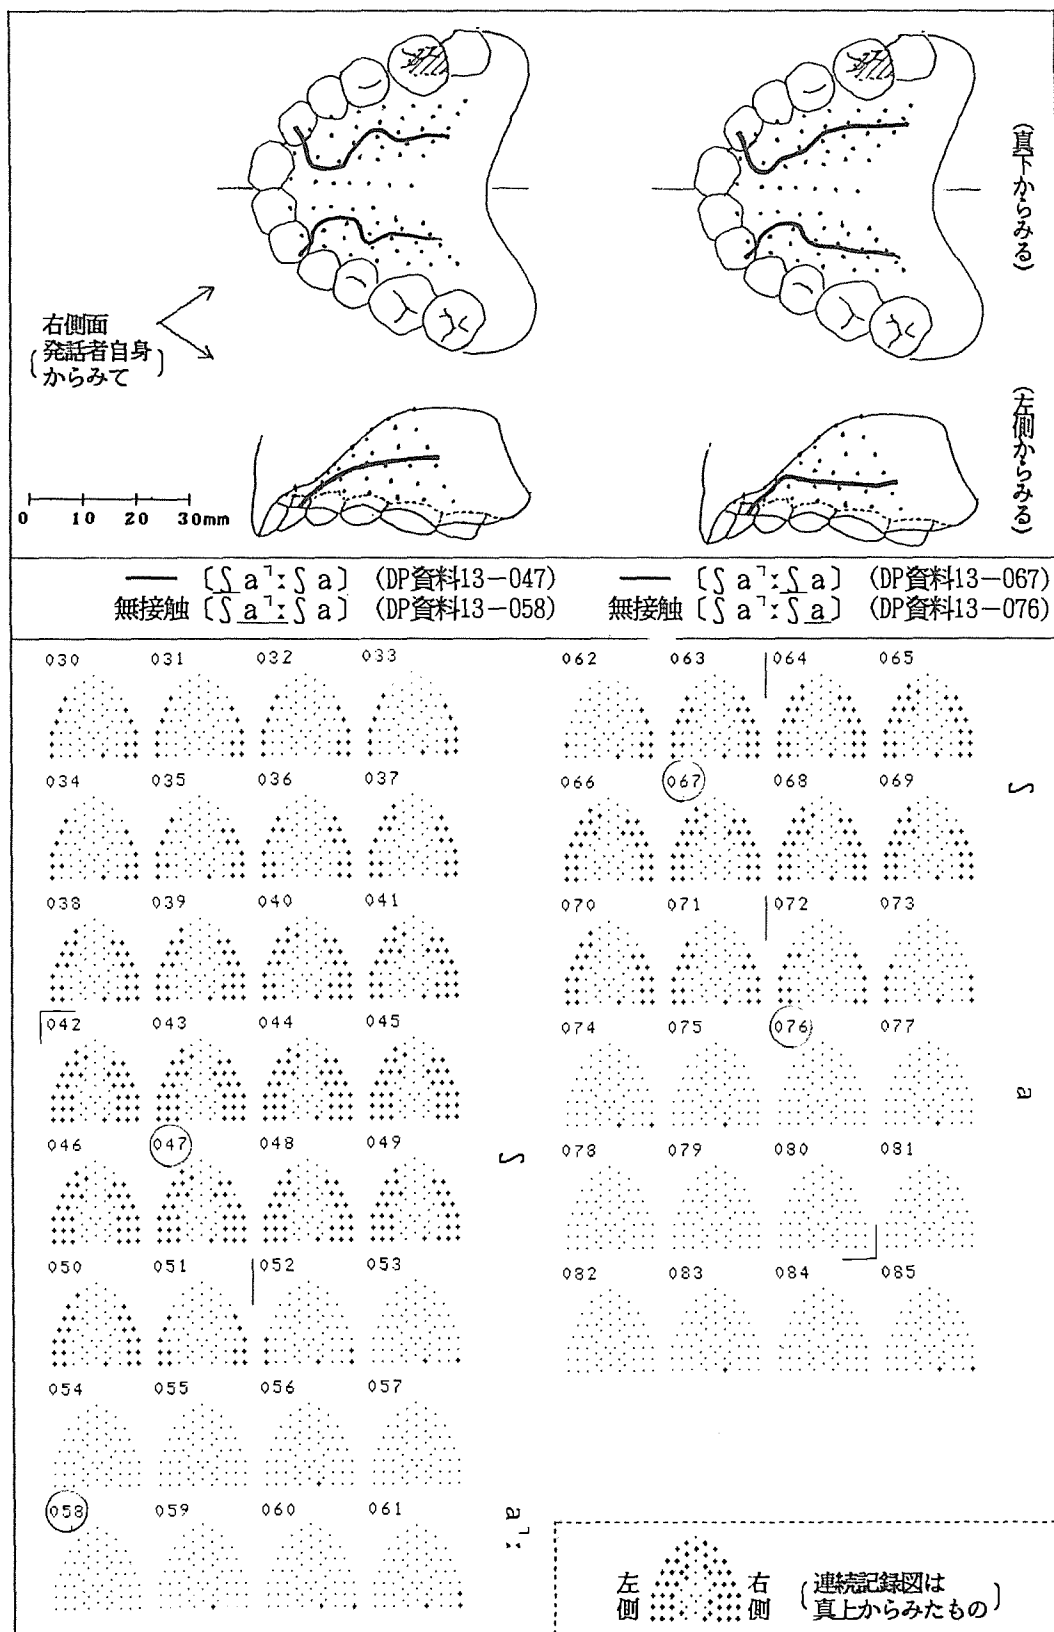 (真下からみる)
右側面
(発話者自身)
からみて
(左側からみる)
0 10 20 30mm
―― 〔ʃa˥ːʃa〕 (DP資料13-047)
無接触 〔ʃa˥ːʃa〕 (DP資料13-058)
―― 〔ʃa˥ːʃa〕 (DP資料13-067)
無接触 〔ʃa˥ːʃa〕 (DP資料13-076)
030 031 032 033
034 035 036 037
038 039 040 041
042 043 044 045
046 047 048 049
ʃ
050 051 052 053
054 055 056 057
058 059 060 061
a˥ː
062 063 064 065
066 067 068 069
ʃ
070 071 072 073
074 075 076 077
a
078 079 080 081
082 083 084 085
左側
右側
(連続記録図は
真上からみたもの)